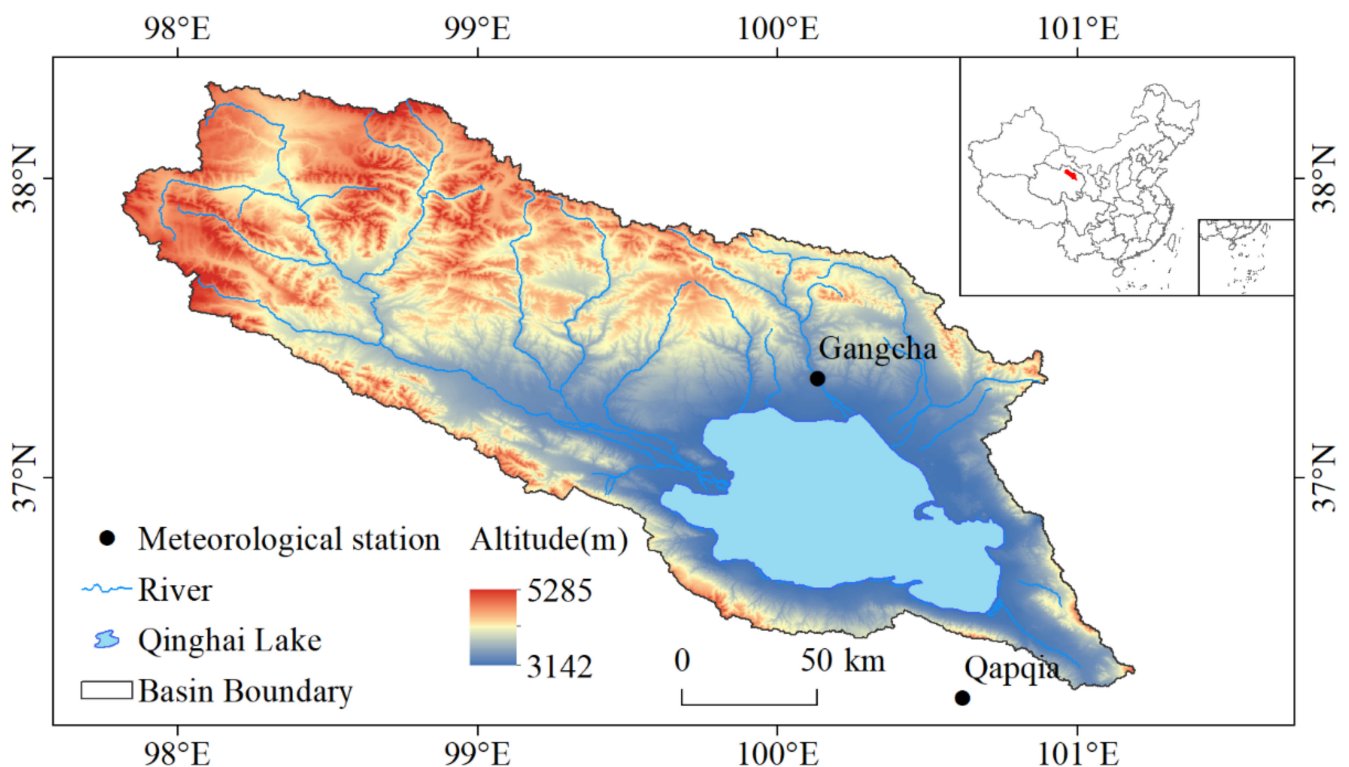 98°E 99°E 100°E 101°E
38°N 38°N
Gangcha
37°N 37°N
Meteorological station
River
Qinghai Lake
Basin Boundary
Altitude(m)
5285
3142
0 50 km
Qapqia
98°E 99°E 100°E 101°E